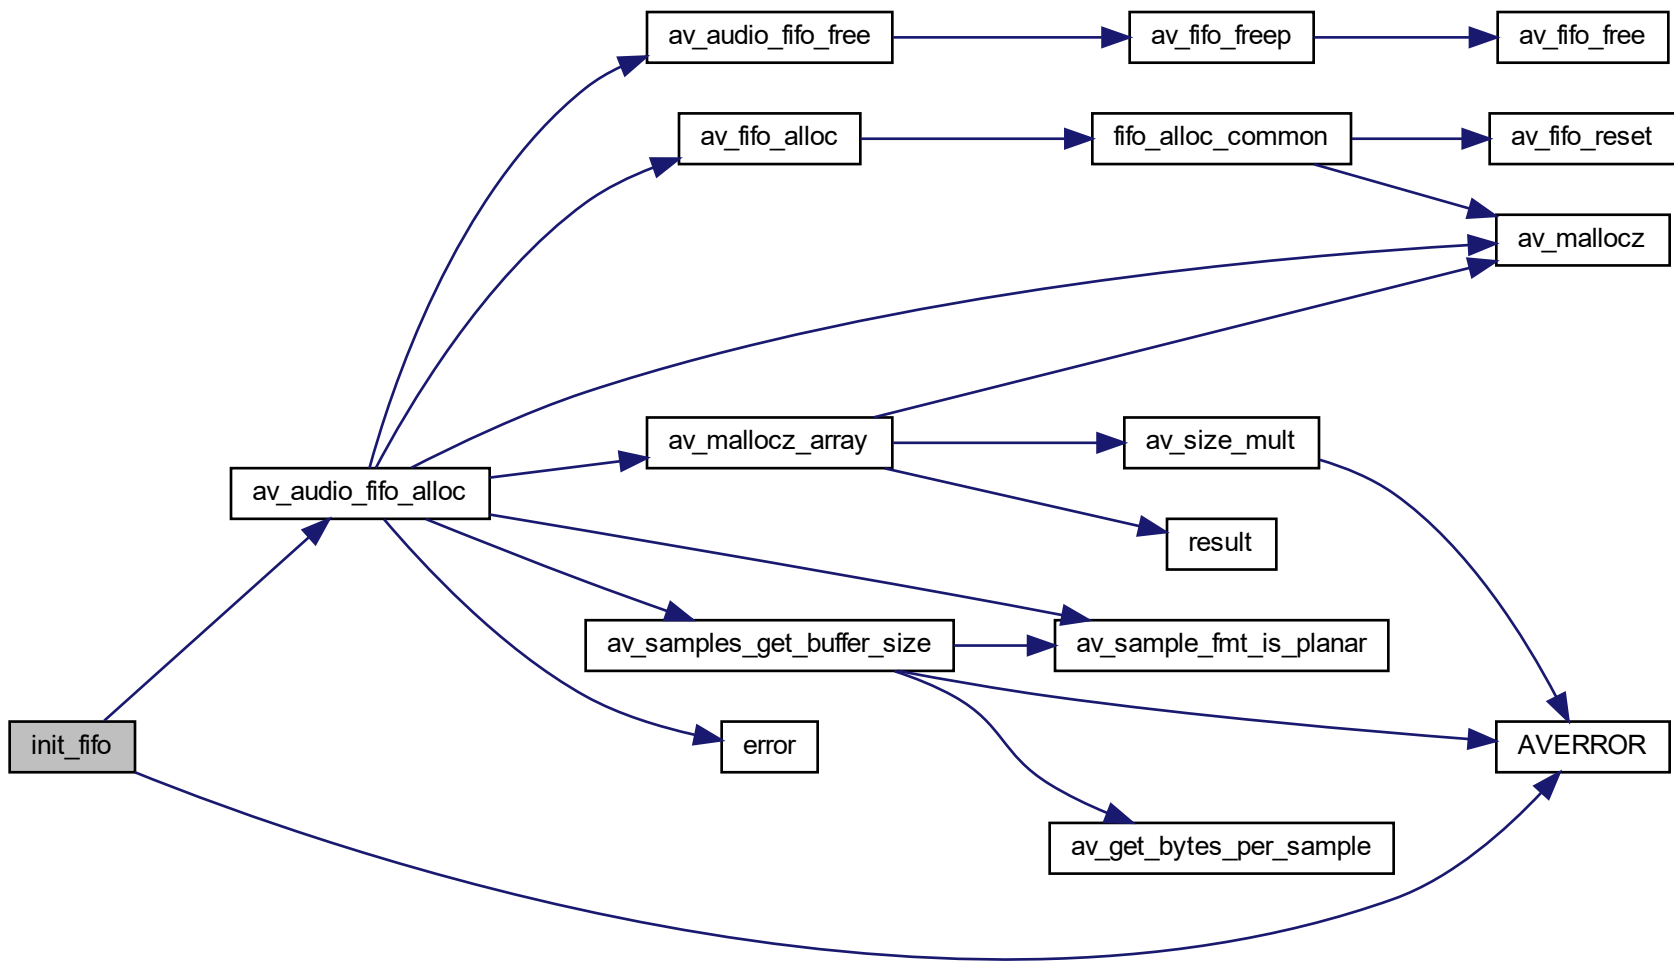 av_audio_fifo_free
av_fifo_freep
av_fifo_free
av_fifo_alloc
fifo_alloc_common
av_fifo_reset
av_mallocz
av_mallocz_array
av_size_mult
av_audio_fifo_alloc
result
av_samples_get_buffer_size
av_sample_fmt_is_planar
init_fifo
error
AVERROR
av_get_bytes_per_sample